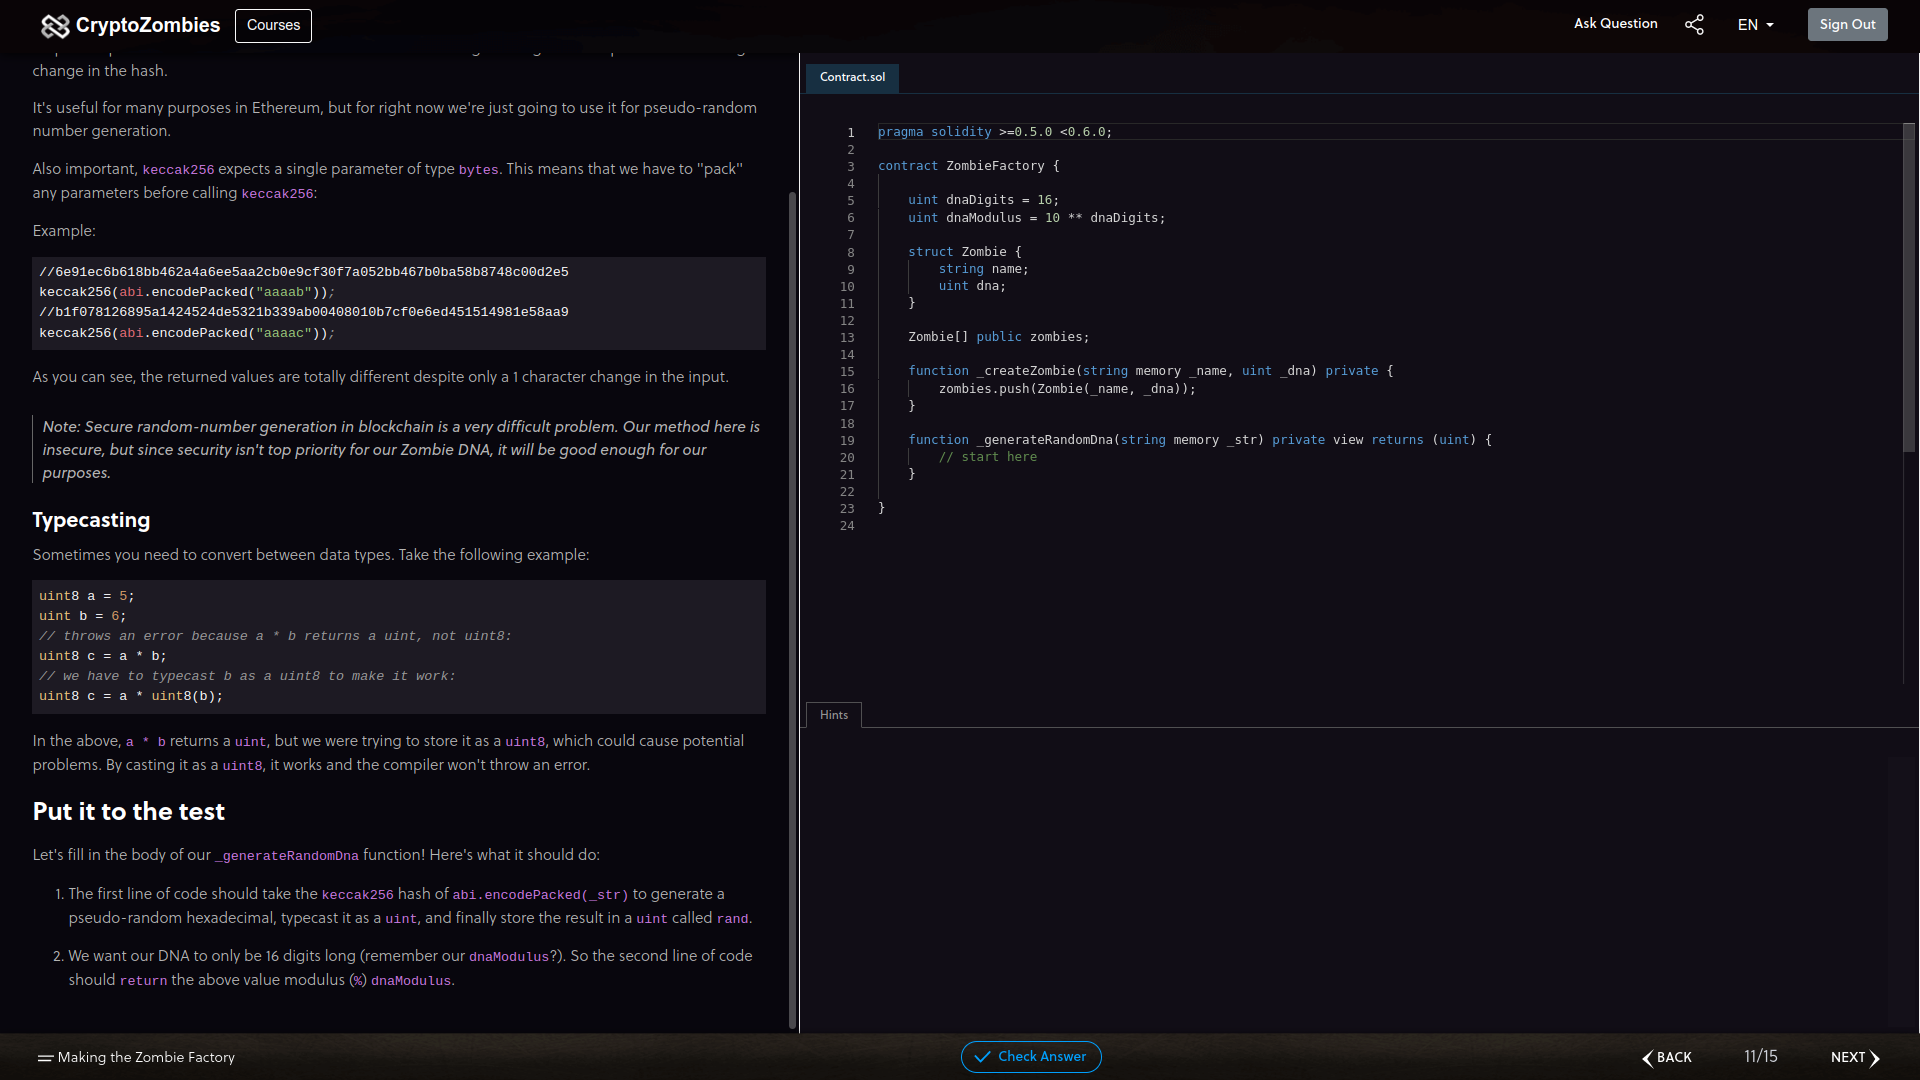 CryptoZombies
Courses
Ask Question
EN
Sign Out
change in the hash.
It's useful for many purposes in Ethereum, but for right now we're just going to use it for pseudo-random
number generation.
Also important, keccak256 expects a single parameter of type bytes. This means that we have to "pack"
any parameters before calling keccak256:
Example:
//6e91ec6b618bb462a4a6ee5aa2cb0e9cf30f7a052bb467b0ba58b8748c00d2e5
keccak256(abi.encodePacked("aaaab"));
//b1f078126895a1424524de5321b339ab00408010b7cf0e6ed451514981e58aa9
keccak256(abi.encodePacked("aaaac"));
As you can see, the returned values are totally different despite only a 1 character change in the input.
Note: Secure random-number generation in blockchain is a very difficult problem. Our method here is
insecure, but since security isn't top priority for our Zombie DNA, it will be good enough for our
purposes.
Typecasting
Sometimes you need to convert between data types. Take the following example:
uint8 a = 5;
uint b = 6;
// throws an error because a * b returns a uint, not uint8:
uint8 c = a * b;
// we have to typecast b as a uint8 to make it work:
uint8 c = a * uint8(b);
In the above, a * b returns a uint, but we were trying to store it as a uint8, which could cause potential
problems. By casting it as a uint8, it works and the compiler won't throw an error.
Put it to the test
Let's fill in the body of our _generateRandomDna function! Here's what it should do:
1. The first line of code should take the keccak256 hash of abi.encodePacked(_str) to generate a
pseudo-random hexadecimal, typecast it as a uint, and finally store the result in a uint called rand.
2. We want our DNA to only be 16 digits long (remember our dnaModulus?). So the second line of code
should return the above value modulus (%) dnaModulus.
Contract.sol
1 pragma solidity >=0.5.0 <0.6.0;
2
3 contract ZombieFactory {
4
5 uint dnaDigits = 16;
6 uint dnaModulus = 10 ** dnaDigits;
7
8 struct Zombie {
9 string name;
10 uint dna;
11 }
12
13 Zombie[] public zombies;
14
15 function _createZombie(string memory _name, uint _dna) private {
16 zombies.push(Zombie(_name, _dna));
17 }
18
19 function _generateRandomDna(string memory _str) private view returns (uint) {
20 // start here
21 }
22
23 }
24
Hints
Making the Zombie Factory
Check Answer
BACK
11/15
NEXT